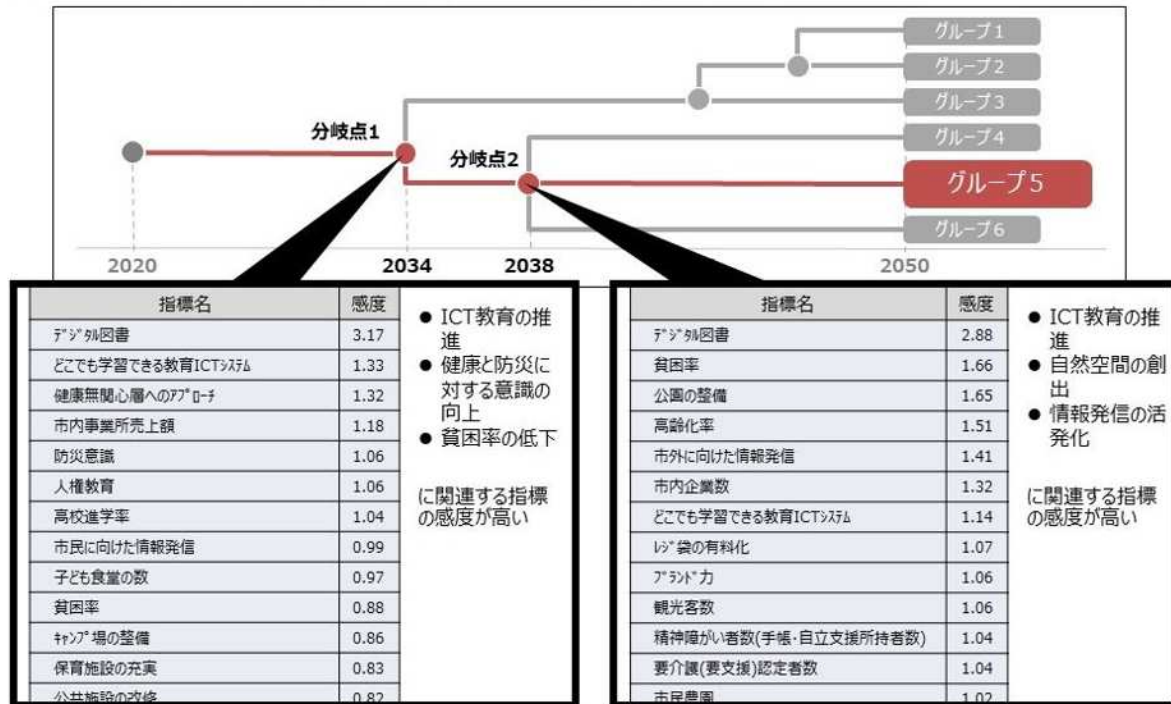 グループ1
グループ2
グループ3
グループ4
グループ5
グループ6
分岐点1
分岐点2
2020
2034
2038
2050
指標名 感度
デジタル図書 3.17
どこでも学習できる教育ICTシステム 1.33
健康無関心層へのアプローチ 1.32
市内事業所売上額 1.18
防災意識 1.06
人権教育 1.06
高校進学率 1.04
市民に向けた情報発信 0.99
子ども食堂の数 0.97
貧困率 0.88
キャンプ場の整備 0.86
保育施設の充実 0.83
公共施設の改修 0.82
● ICT教育の推
進
● 健康と防災に
対する意識の
向上
● 貧困率の低下
に関連する指標
の感度が高い
指標名 感度
デジタル図書 2.88
貧困率 1.66
公園の整備 1.65
高齢化率 1.51
市外に向けた情報発信 1.41
市内企業数 1.32
どこでも学習できる教育ICTシステム 1.14
レジ袋の有料化 1.07
ブランド力 1.06
観光客数 1.06
精神障がい者数(手帳・自立支援所持者数) 1.04
要介護(要支援)認定者数 1.04
市民農園 1.02
● ICT教育の推
進
● 自然空間の創
出
● 情報発信の活
発化
に関連する指標
の感度が高い